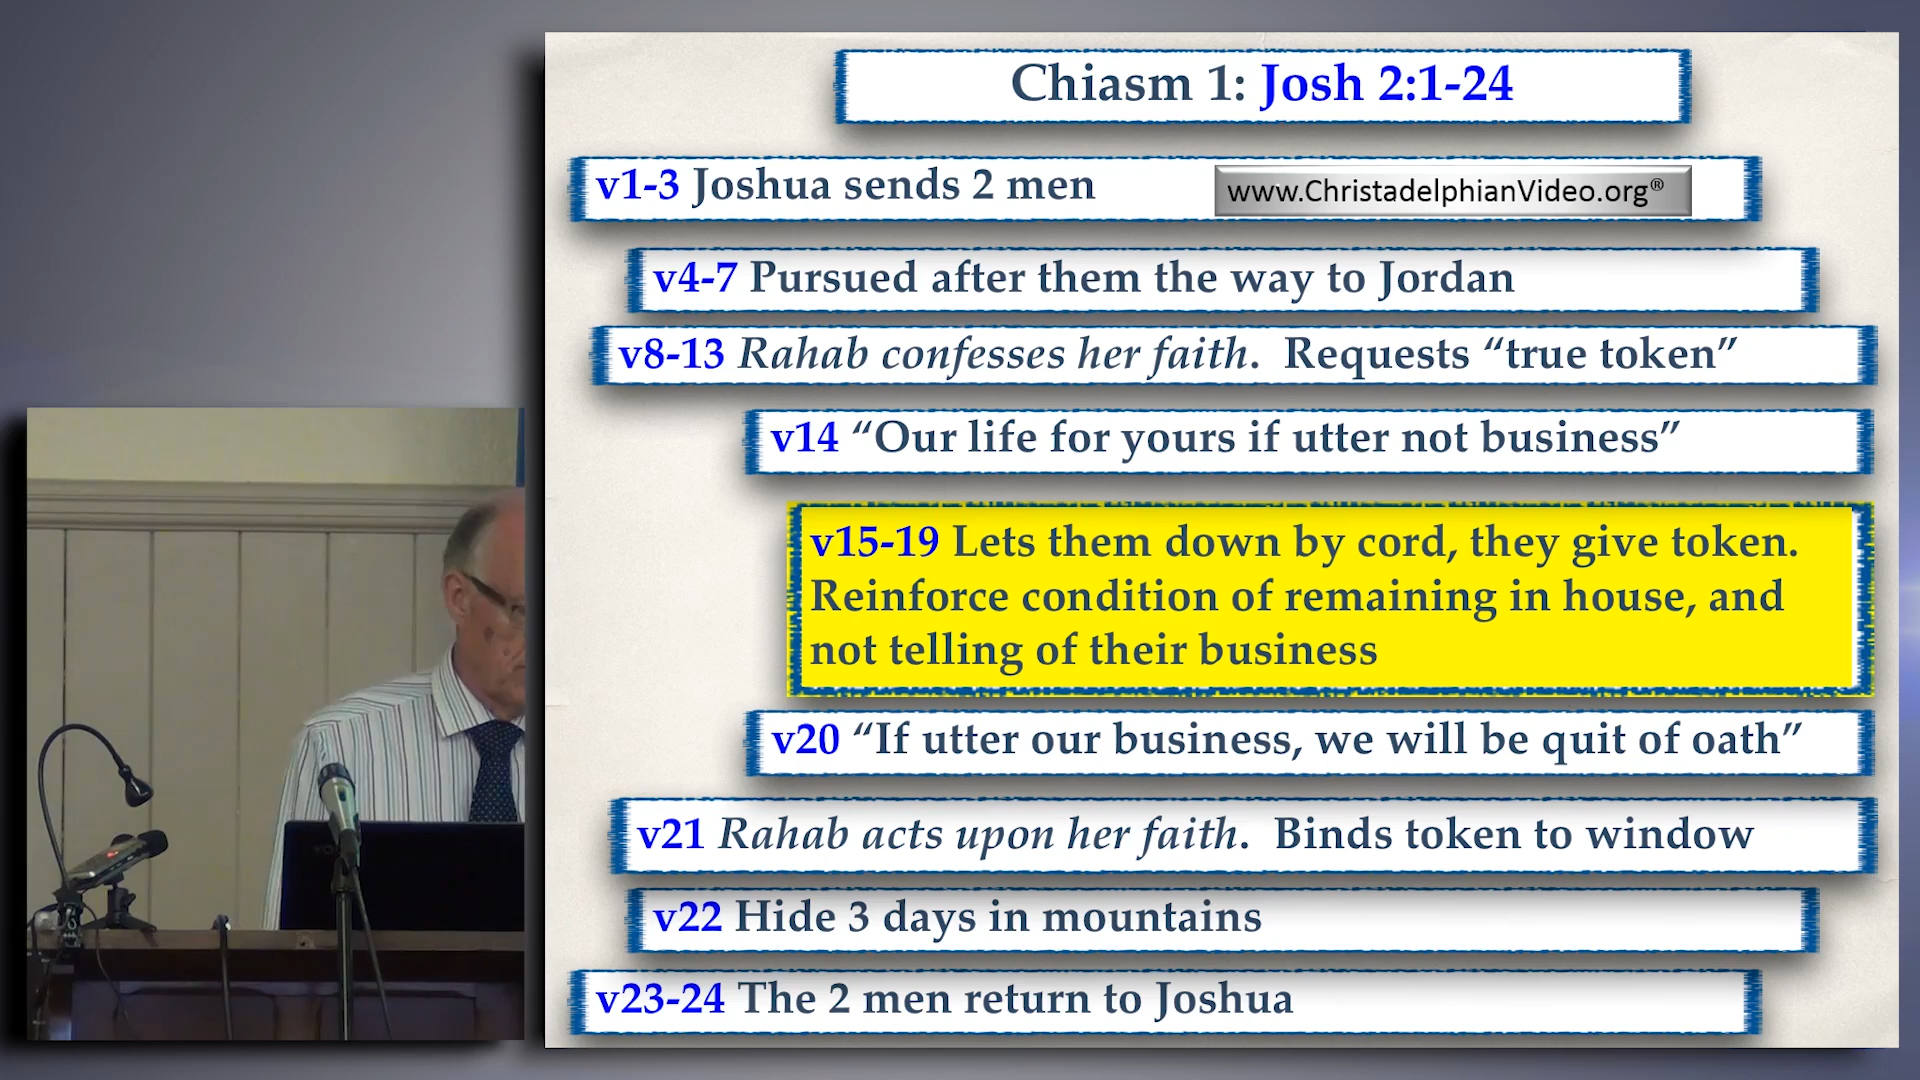 Chiasm 1: Josh 2:1-24
v1-3 Joshua sends 2 men
www.ChristadelphianVideo.org®
v4-7 Pursued after them the way to Jordan
v8-13 Rahab confesses her faith. Requests “true token”
v14 “Our life for yours if utter not business”
v15-19 Lets them down by cord, they give token.
Reinforce condition of remaining in house, and
not telling of their business
v20 “If utter our business, we will be quit of oath”
v21 Rahab acts upon her faith. Binds token to window
v22 Hide 3 days in mountains
v23-24 The 2 men return to Joshua